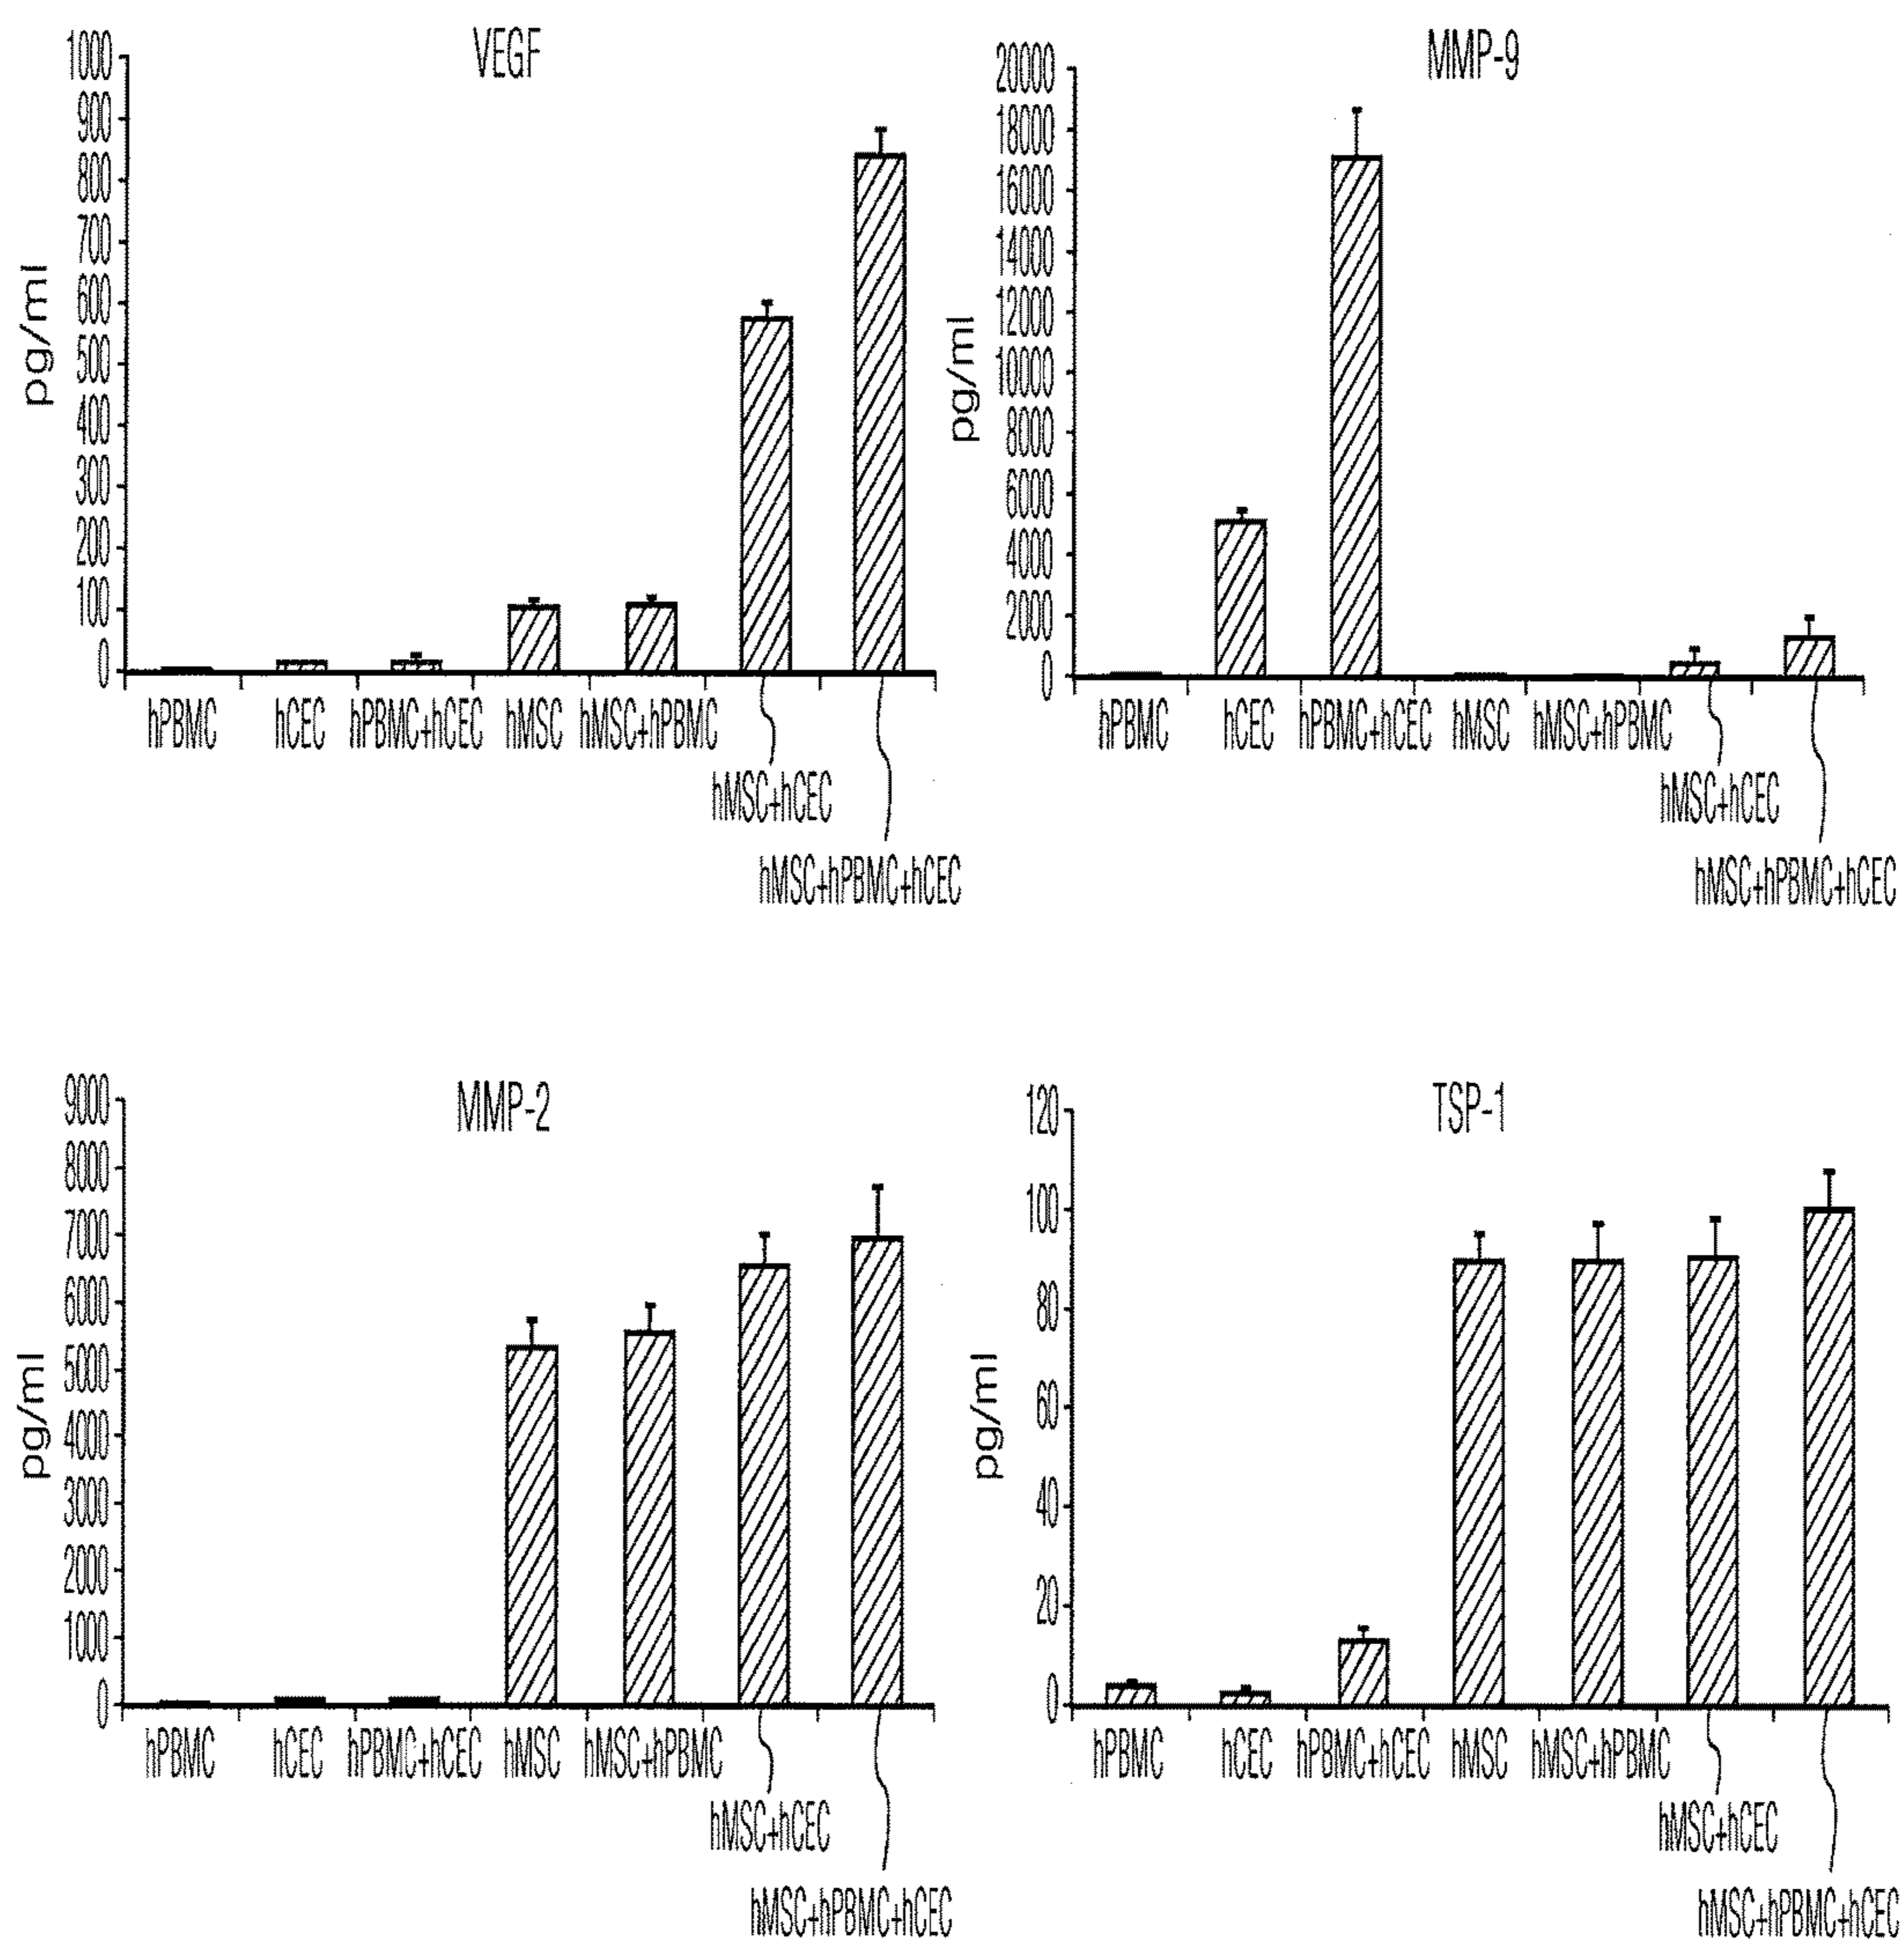 VEGF
pg/ml
1000
900
800
700
600
500
400
300
200
100
0
hPBMC hCEC hPBMC+hCEC hMSC hMSC+hPBMC
hMSC+hCEC
hMSC+hPBMC+hCEC
MMP-9
pg/ml
20000
18000
16000
14000
12000
10000
8000
6000
4000
2000
0
hPBMC hCEC hPBMC+hCEC hMSC hMSC+hPBMC
hMSC+hCEC
hMSC+hPBMC+hCEC
MMP-2
pg/ml
9000
8000
7000
6000
5000
4000
3000
2000
1000
0
hPBMC hCEC hPBMC+hCEC hMSC hMSC+hPBMC
hMSC+hCEC
hMSC+hPBMC+hCEC
TSP-1
pg/ml
120
100
80
60
40
20
0
hPBMC hCEC hPBMC+hCEC hMSC hMSC+hPBMC
hMSC+hCEC
hMSC+hPBMC+hCEC